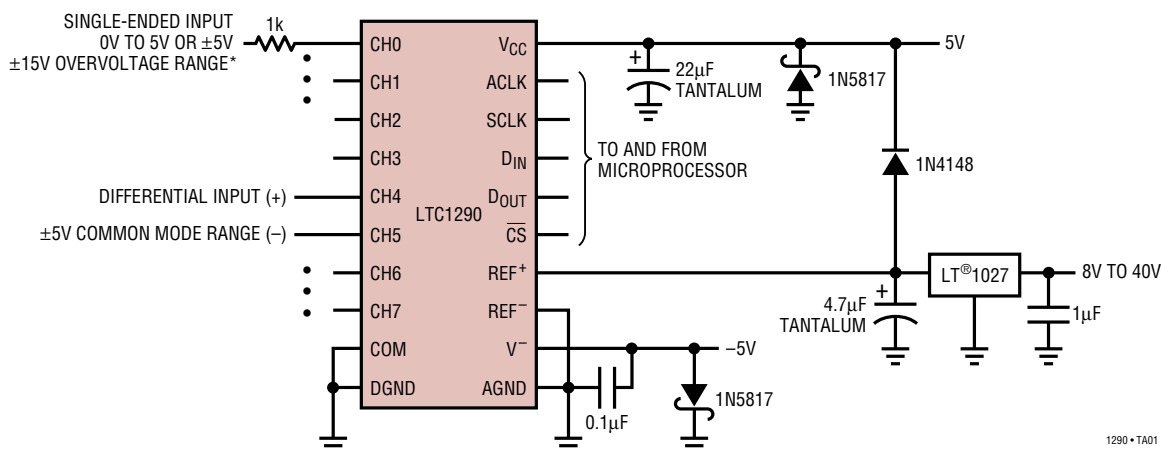 SINGLE-ENDED INPUT
0V TO 5V OR ±5V
±15V OVERVOLTAGE RANGE*
1k
DIFFERENTIAL INPUT (+)
±5V COMMON MODE RANGE (–)
CH0
CH1
CH2
CH3
CH4
CH5
CH6
CH7
COM
DGND
LTC1290
VCC
ACLK
SCLK
DIN
DOUT
C̅S̅
REF+
REF–
V–
AGND
+
22µF
TANTALUM
1N5817
5V
TO AND FROM
MICROPROCESSOR
1N4148
LT®1027
8V TO 40V
+
4.7µF
TANTALUM
1µF
–5V
0.1µF
1N5817
1290 • TA01